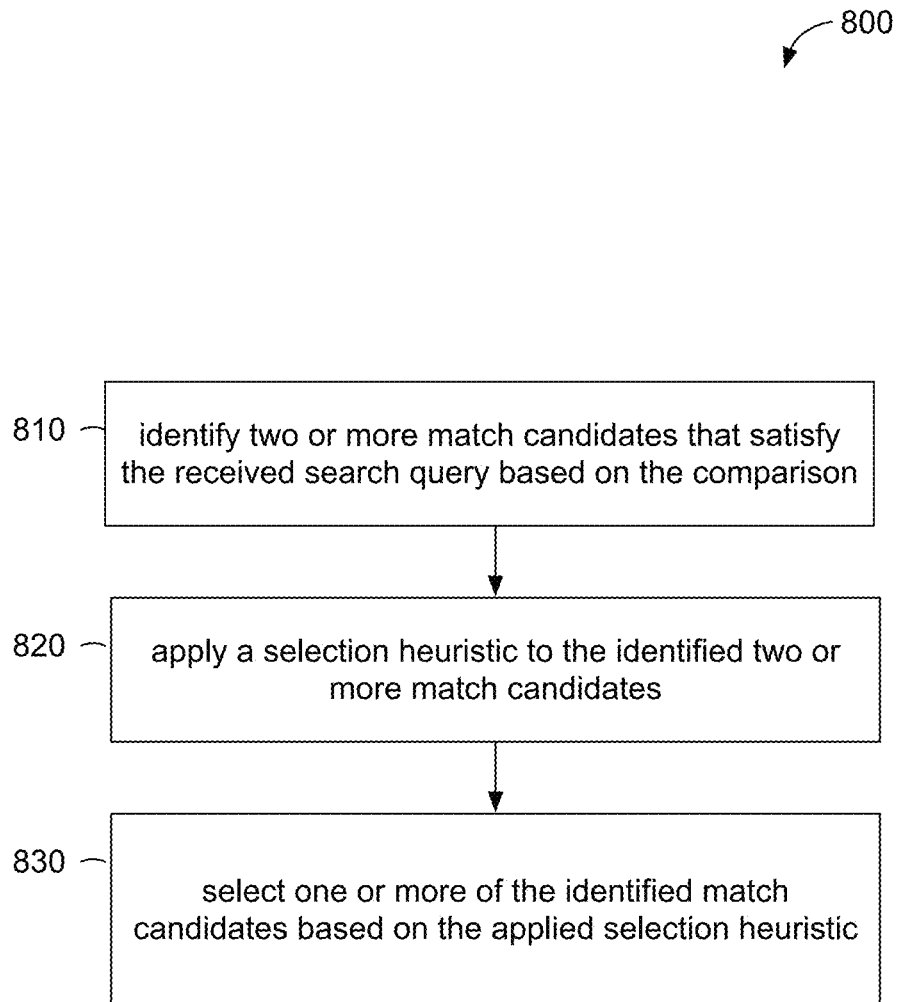 800
810
identify two or more match candidates that satisfy
the received search query based on the comparison
820
apply a selection heuristic to the identified two or
more match candidates
830
select one or more of the identified match
candidates based on the applied selection heuristic